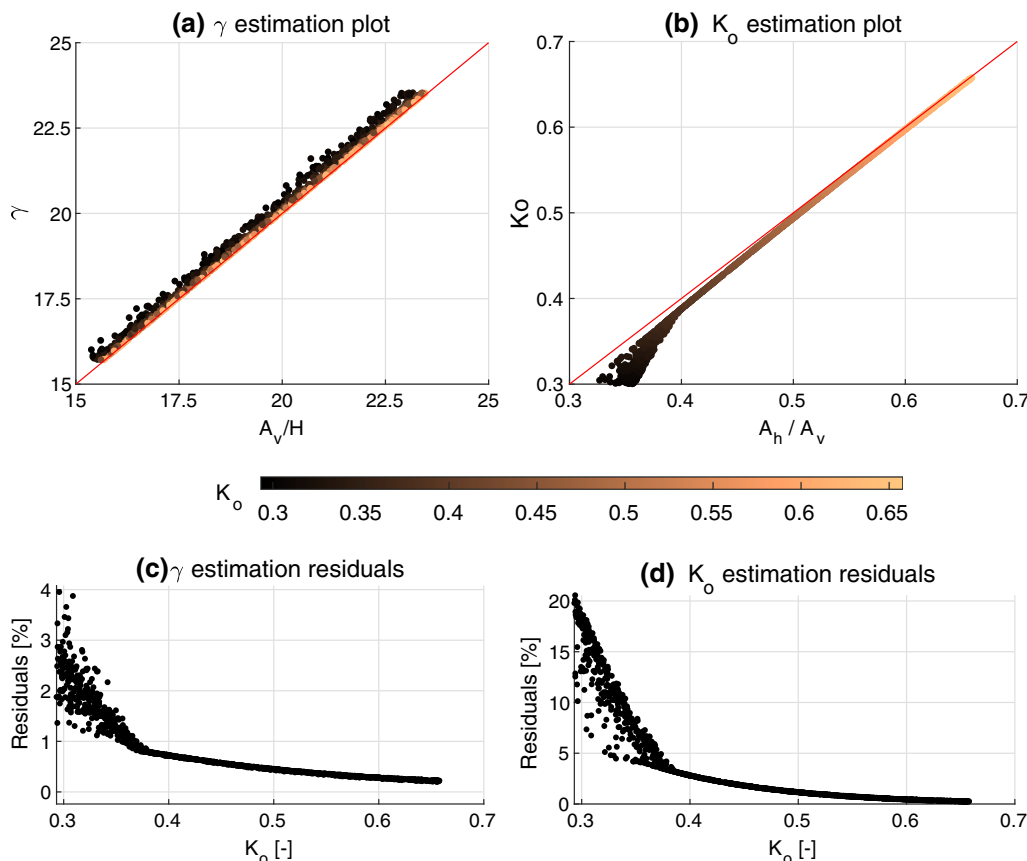 (a) γ estimation plot
25
22.5
20
17.5
15
γ
15 17.5 20 22.5 25
A_v/H
(b) K_o estimation plot
0.7
0.6
0.5
0.4
0.3
Ko
0.3 0.4 0.5 0.6 0.7
A_h / A_v
K_o
0.3 0.35 0.4 0.45 0.5 0.55 0.6 0.65
(c) γ estimation residuals
4
3
2
1
0
Residuals [%]
0.3 0.4 0.5 0.6 0.7
K_o [-]
(d) K_o estimation residuals
20
15
10
5
0
Residuals [%]
0.3 0.4 0.5 0.6 0.7
K_o [-]